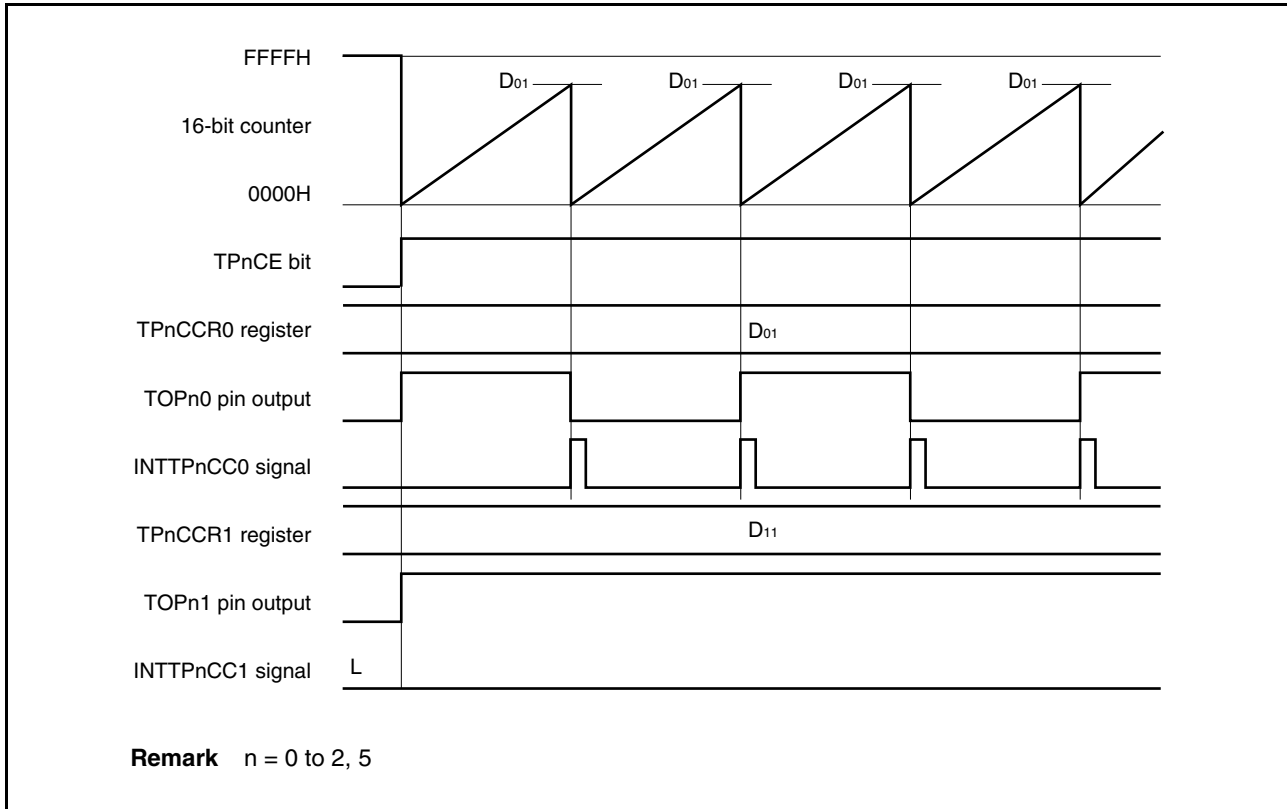 FFFFH
D01 D01 D01 D01
16-bit counter
0000H
TPnCE bit
TPnCCR0 register D01
TOPn0 pin output
INTTPnCC0 signal
TPnCCR1 register D11
TOPn1 pin output
INTTPnCC1 signal L
Remark n = 0 to 2, 5